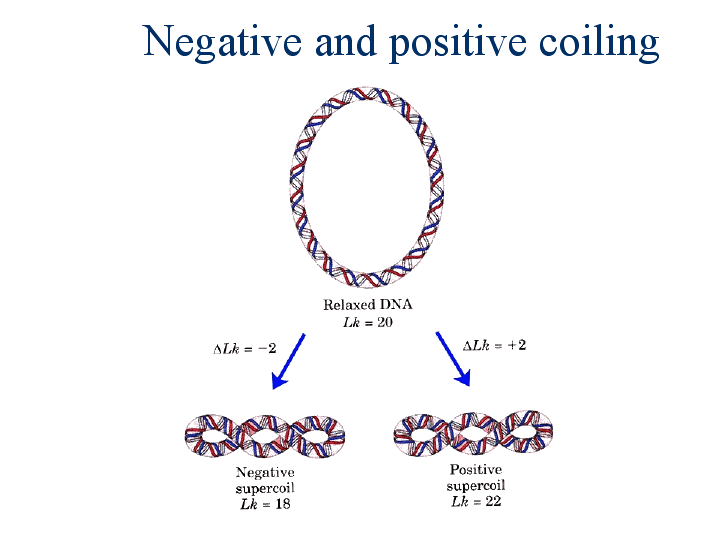 Negative and positive coiling
Relaxed DNA
Lk = 20
ΔLk = −2
ΔLk = +2
Negative
supercoil
Lk = 18
Positive
supercoil
Lk = 22